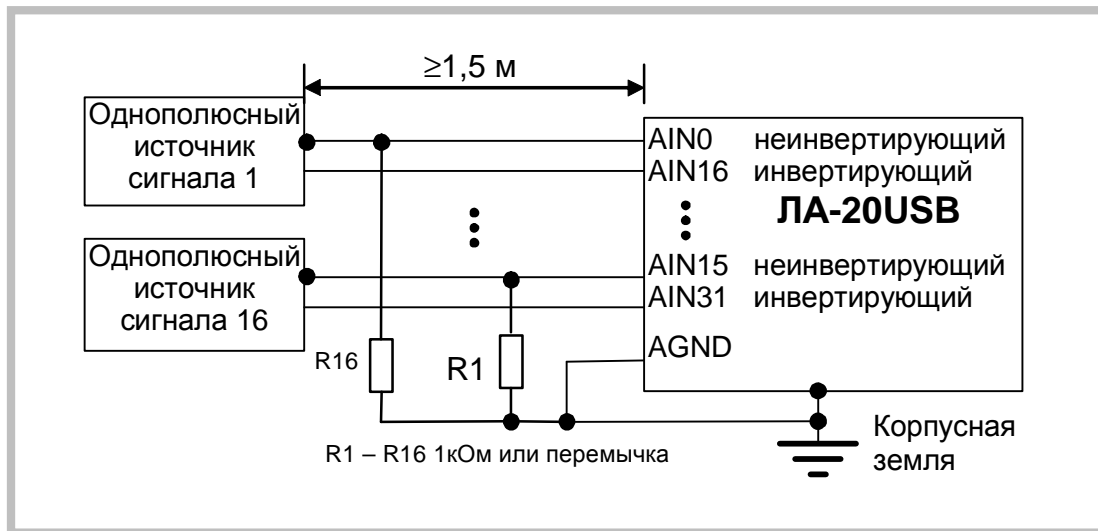 ≥1,5 м
Однополюсный
источник
сигнала 1
AIN0 неинвертирующий
AIN16 инвертирующий
ЛА-20USB
Однополюсный
источник
сигнала 16
AIN15 неинвертирующий
AIN31 инвертирующий
AGND
R16
R1
Корпусная
земля
R1 – R16 1кОм или перемычка